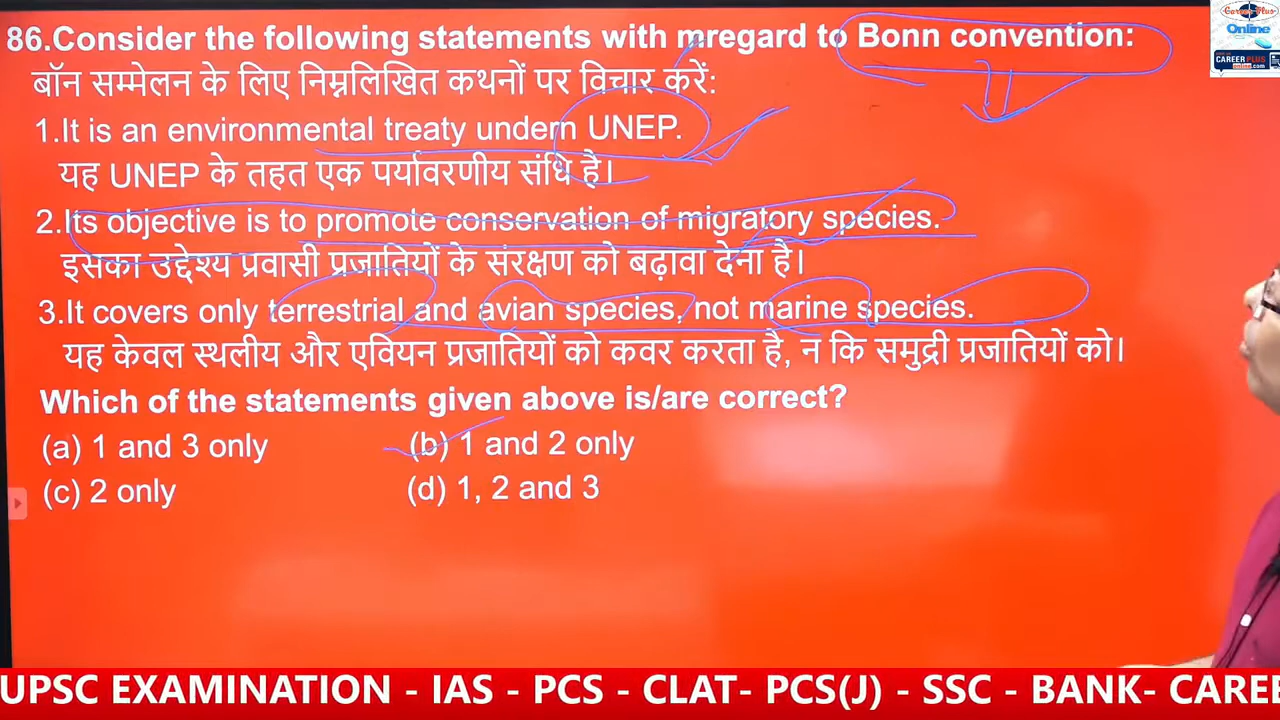 86.Consider the following statements with mregard to Bonn convention:
बॉन सम्मेलन के लिए निम्नलिखित कथनों पर विचार करें:
1.It is an environmental treaty undern UNEP.
यह UNEP के तहत एक पर्यावरणीय संधि है।
2.Its objective is to promote conservation of migratory species.
इसका उद्देश्य प्रवासी प्रजातियों के संरक्षण को बढ़ावा देना है।
3.It covers only terrestrial and avian species, not marine species.
यह केवल स्थलीय और एवियन प्रजातियों को कवर करता है, न कि समुद्री प्रजातियों को।
Which of the statements given above is/are correct?
(a) 1 and 3 only (b) 1 and 2 only
(c) 2 only (d) 1, 2 and 3
Career Plus
Online
CAREER PLUS
online.com
UPSC EXAMINATION - IAS - PCS - CLAT- PCS(J) - SSC - BANK- CAREE